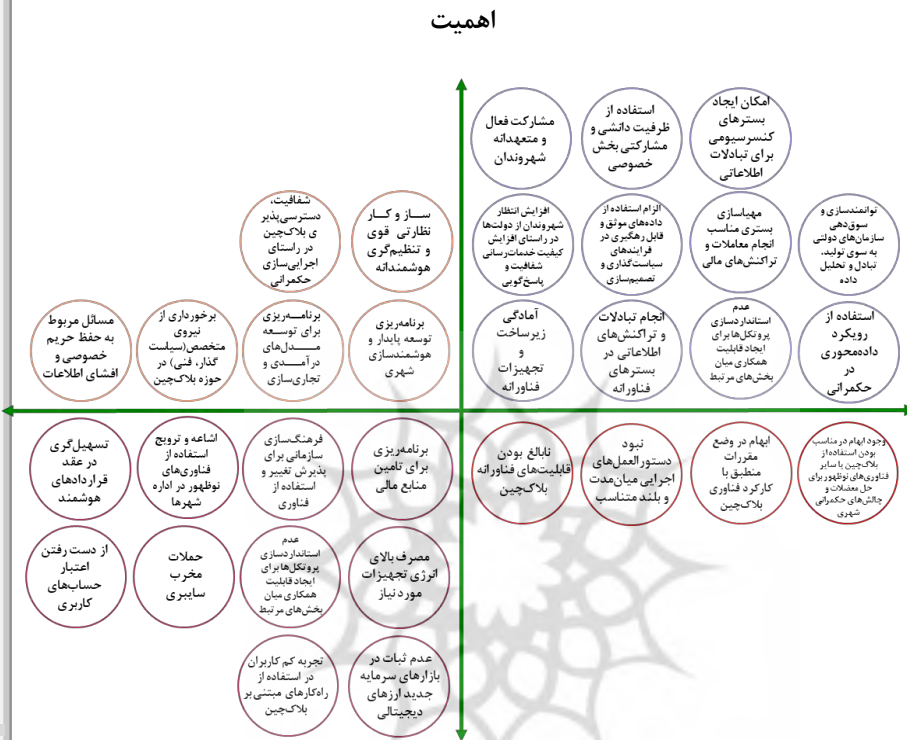 اهمیت
امکان ایجاد
بسترهای
کنسرسیومی
برای تبادلات
اطلاعاتی
استفاده از
ظرفیت دانشی و
مشارکتی بخش
خصوصی
مشارکت فعال
و متعهدانه
شهروندان
توانمندسازی و
سوق‌دهی
سازمان‌های دولتی
به سوی تولید،
تبادل و تحلیل
داده
مهیاسازی
بستری مناسب
انجام معاملات و
تراکنش‌های مالی
الزام استفاده از
داده‌های موثق و
قابل رهگیری در
فرایندهای
سیاست‌گذاری و
تصمیم‌سازی
افزایش انتظار
شهروندان از دولت‌ها
در راستای افزایش
کیفیت خدمات‌رسانی
شفافیت و
پاسخ‌گویی
ســاز و کــار
نظارتی قوی
و تنظیم‌گری
هوشمندانه
شفافیت،
دسترسی‌پذیر
ی بلاک‌چین
در راستای
اجرایی‌سازی
حکمرانی
استفاده از
رویکرد
داده‌محوری
در
حکمرانی
عدم
استانداردسازی
پروتکل‌ها برای
ایجاد قابلیت
همکاری میان
بخش‌های مرتبط
انجام تبادلات
و تراکنش‌های
اطلاعاتی در
بسترهای
فناورانه
آمادگی
زیرساخت
و
تجهیزات
فناورانه
برنامه‌ریزی
توسعه پایدار و
هوشمندسازی
شهری
برنامــه‌ریزی
برای توســعه
مــدل‌های
درآمــدی و
تجاری‌سازی
برخورداری از
نیروی
متخصص(سیاست
گذار، فنی) در
حوزه بلاک‌چین
مسائل مربوط
به حفظ حریم
خصوصی و
افشای اطلاعات
وجود ابهام در مناسب
بودن استفاده از
بلاک‌چین با سایر
فناوری‌های نوظهور برای
حل معضلات و
چالش‌های حکمرانی
شهری
ابهام در وضع
مقررات
منطبق با
کارکرد فناوری
بلاک‌چین
نبود
دستورالعمل‌های
اجرایی میان‌مدت
و بلند متناسب
نابالغ بودن
قابلیت‌های فناورانه
بلاک‌چین
برنامه‌ریزی
برای تامین
منابع مالی
فرهنگ‌سازی
سازمانی برای
پذیرش تغییر و
استفاده از
فناوری
اشاعه و ترویج
استفاده از
فناوری‌های
نوظهور در اداره
شهرها
تسهیل‌گری
در عقد
قراردادهای
هوشمند
مصرف بالای
انرژی تجهیزات
مورد نیاز
عدم
استانداردسازی
پروتکل‌ها برای
ایجاد قابلیت
همکاری میان
بخش‌های مرتبط
حملات
مخرب
سایبری
از دست رفتن
اعتبار
حساب‌های
کاربری
عدم ثبات در
بازارهای سرمایه
جدید ارزهای
دیجیتالی
تجربه کم کاربران
در استفاده از
راه‌کارهای مبتنی بر
بلاک‌چین